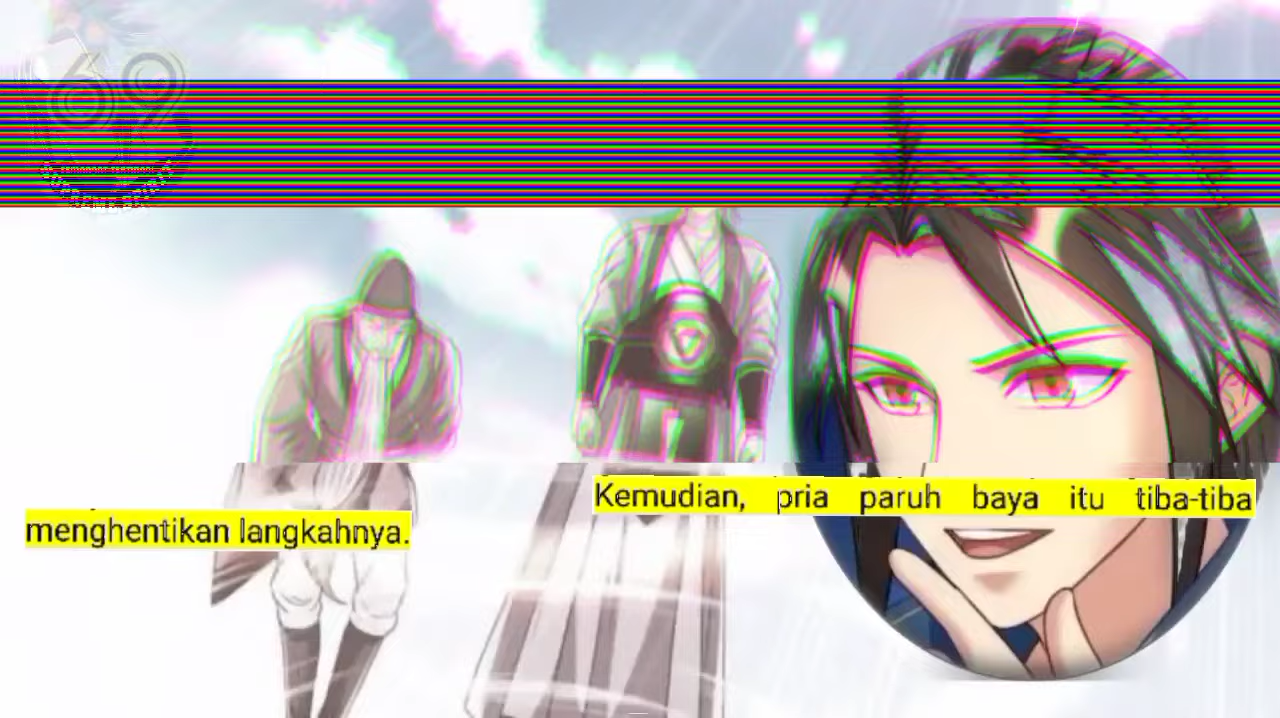 Kemudian, pria paruh baya itu tiba-tiba
menghentikan langkahnya.